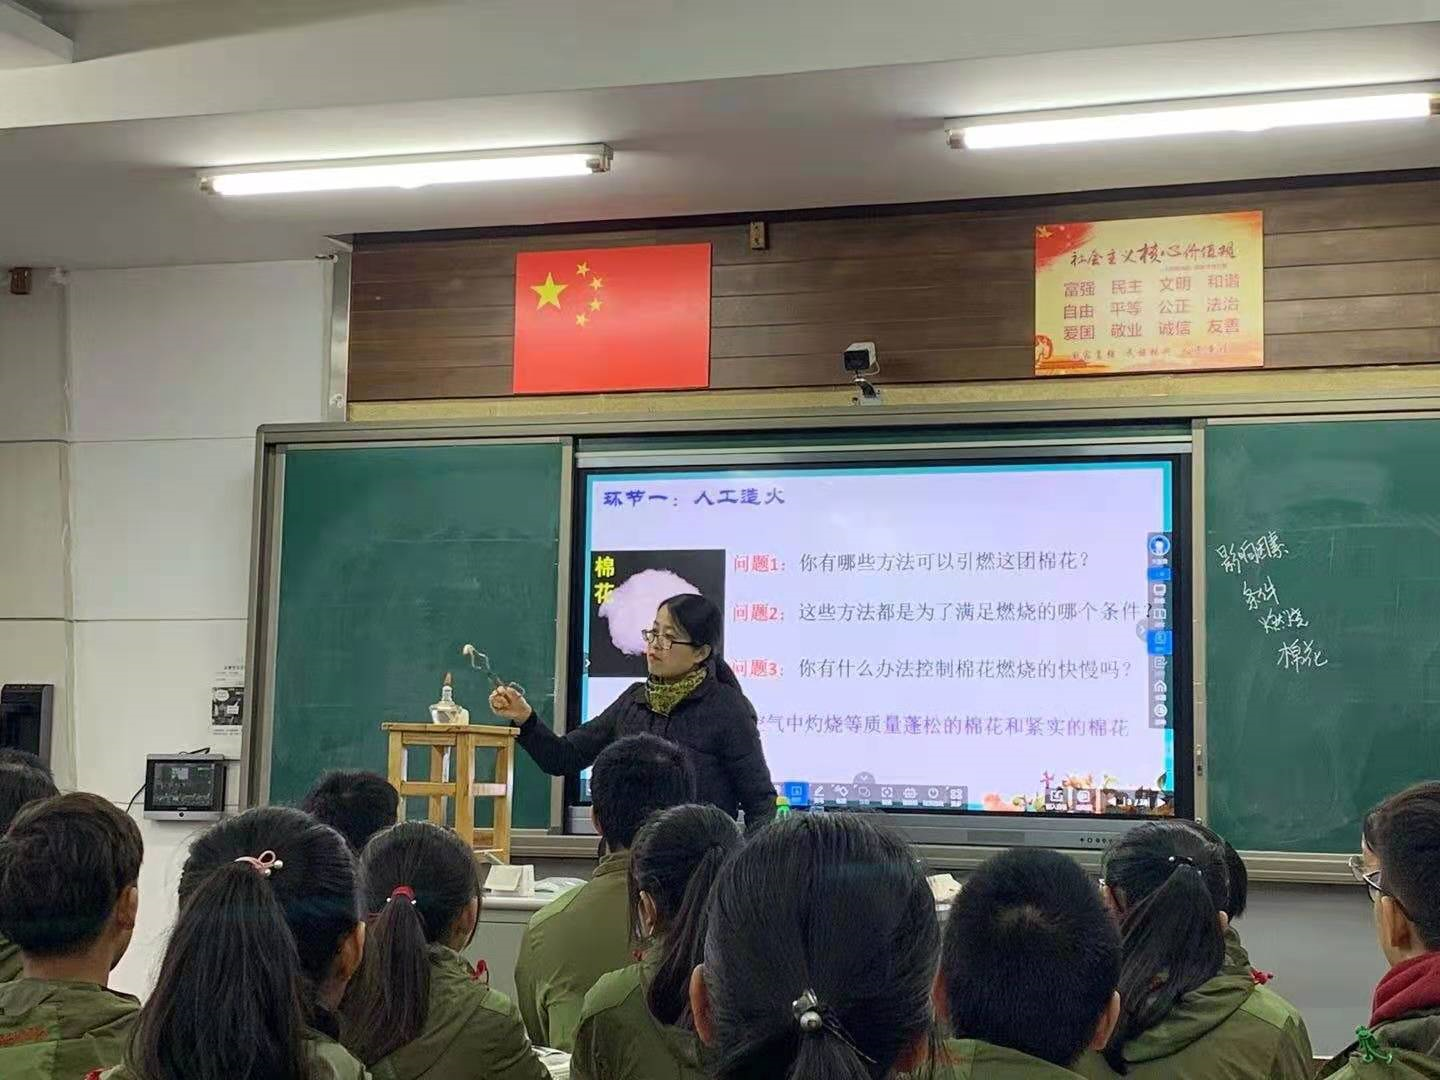 社会主义核心价值观
富强 民主 文明 和谐
自由 平等 公正 法治
爱国 敬业 诚信 友善
环节一：人工造火
棉花
问题1：你有哪些方法可以引燃这团棉花？
问题2：这些方法都是为了满足燃烧的哪个条件？
问题3：你有什么办法控制棉花燃烧的快慢吗？
空气中灼烧等质量蓬松的棉花和紧实的棉花
影响因素
条件
燃烧
棉花